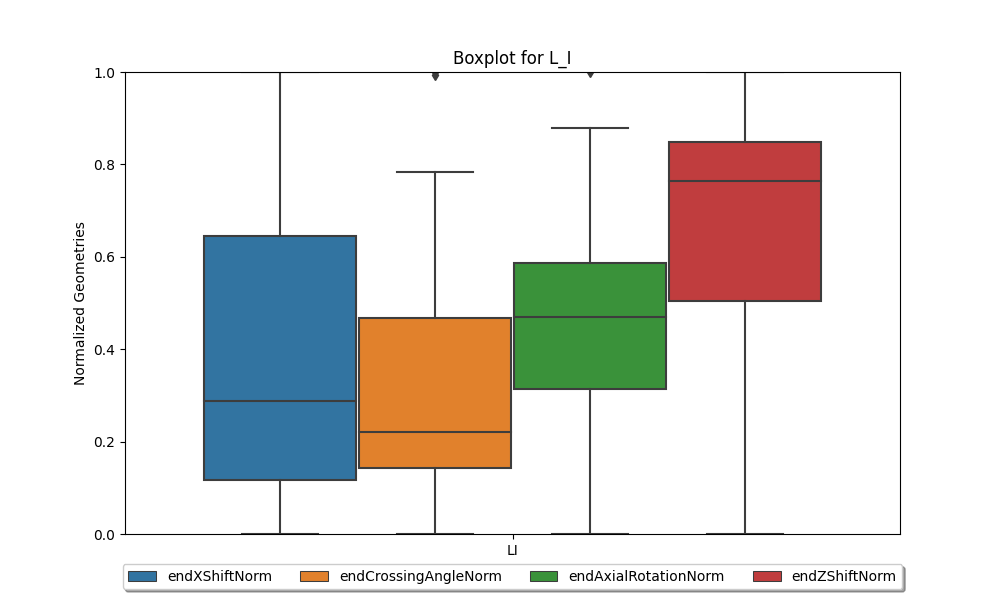 Boxplot for L_I
1.0
0.8
0.6
0.4
0.2
0.0
Normalized Geometries
LI
endXShiftNorm endCrossingAngleNorm endAxialRotationNorm endZShiftNorm